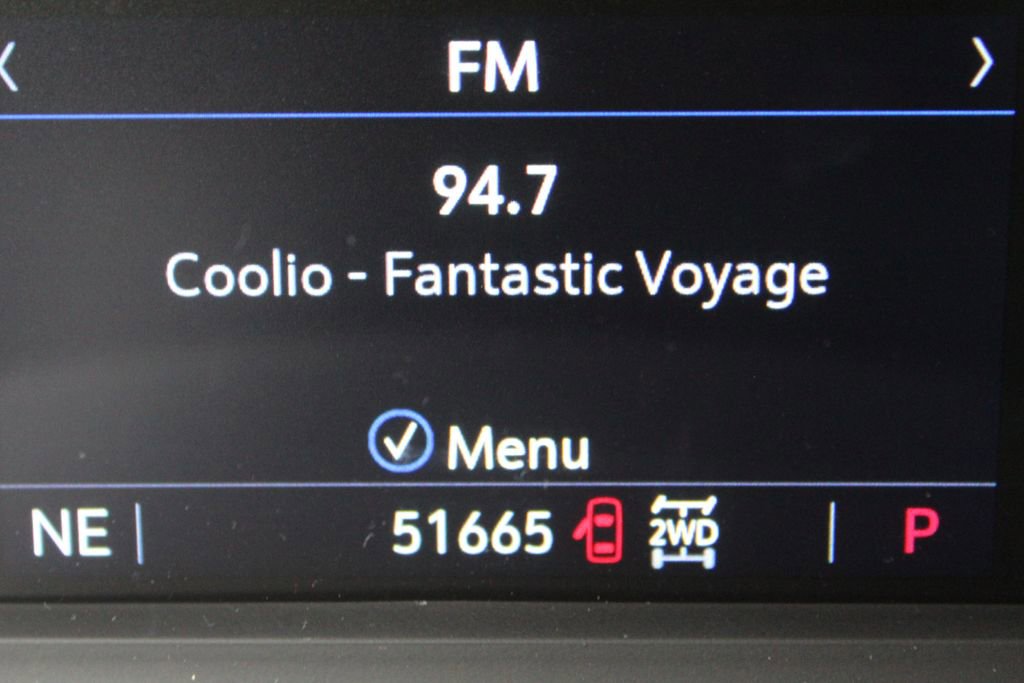 FM
94.7
Coolio - Fantastic Voyage
Menu
NE 51665 2WD P